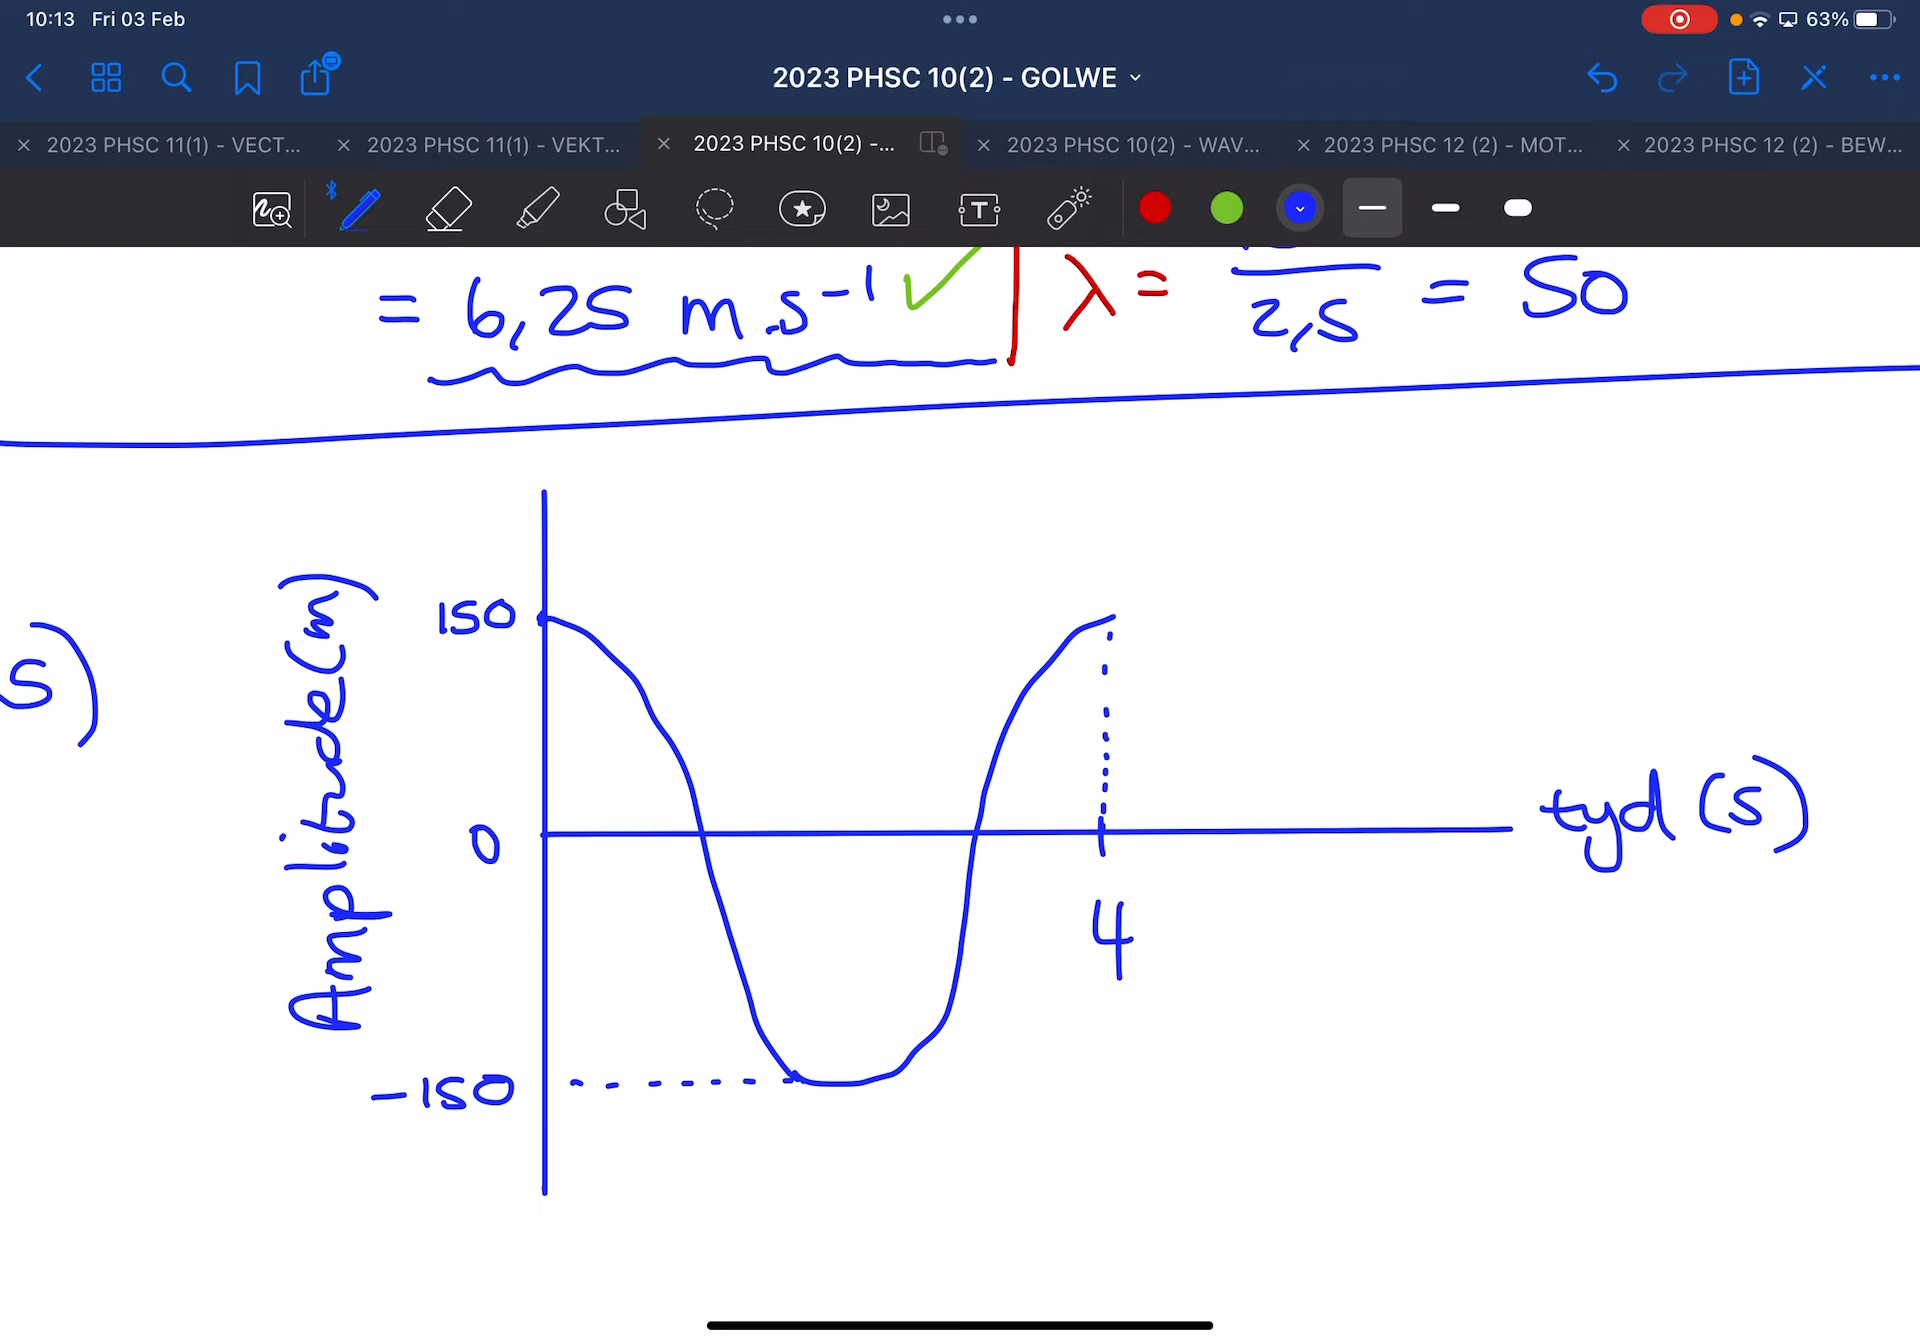 10:13 Fri 03 Feb
63%
2023 PHSC 10(2) - GOLWE
2023 PHSC 11(1) - VECT...
2023 PHSC 11(1) - VEKT...
2023 PHSC 10(2) -...
2023 PHSC 10(2) - WAV...
2023 PHSC 12 (2) - MOT...
2023 PHSC 12 (2) - BEW...
= 6,25 m.s⁻¹ ✓
λ = 2,5 = 50
s)
Amplitude(m)
150
0
-150
4
tyd (s)